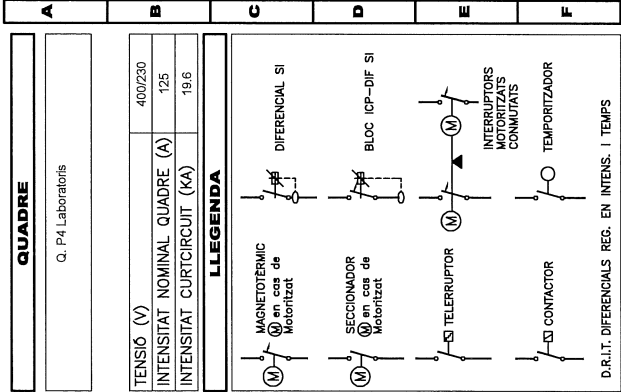 A
B
C
D
E
F
QUADRE
Q. P4 Laboratoris
TENSIÓ (V) 400/230
INTENSITAT NOMINAL QUADRE (A) 125
INTENSITAT CURTCIRCUIT (KA) 19.6
LLEGENDA
M
MAGNETOTÈRMIC
M en cas de
Motoritzat
DIFERENCIAL SI
M
SECCIONADOR
M en cas de
Motoritzat
BLOC ICP-DIF SI
TELERRUPTOR
M
M
INTERRUPTORS
MOTORITZATS
CONMUTATS
CONTACTOR
TEMPORITZADOR
D.R.I.T. DIFERENCIALS REG. EN INTENS. I TEMPS